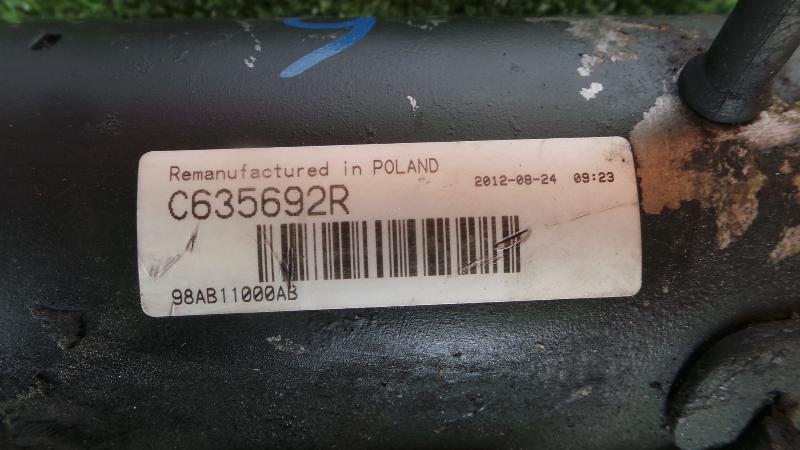 Remanufactured in POLAND
2012-08-24 09:23
C635692R
98AB11000AB